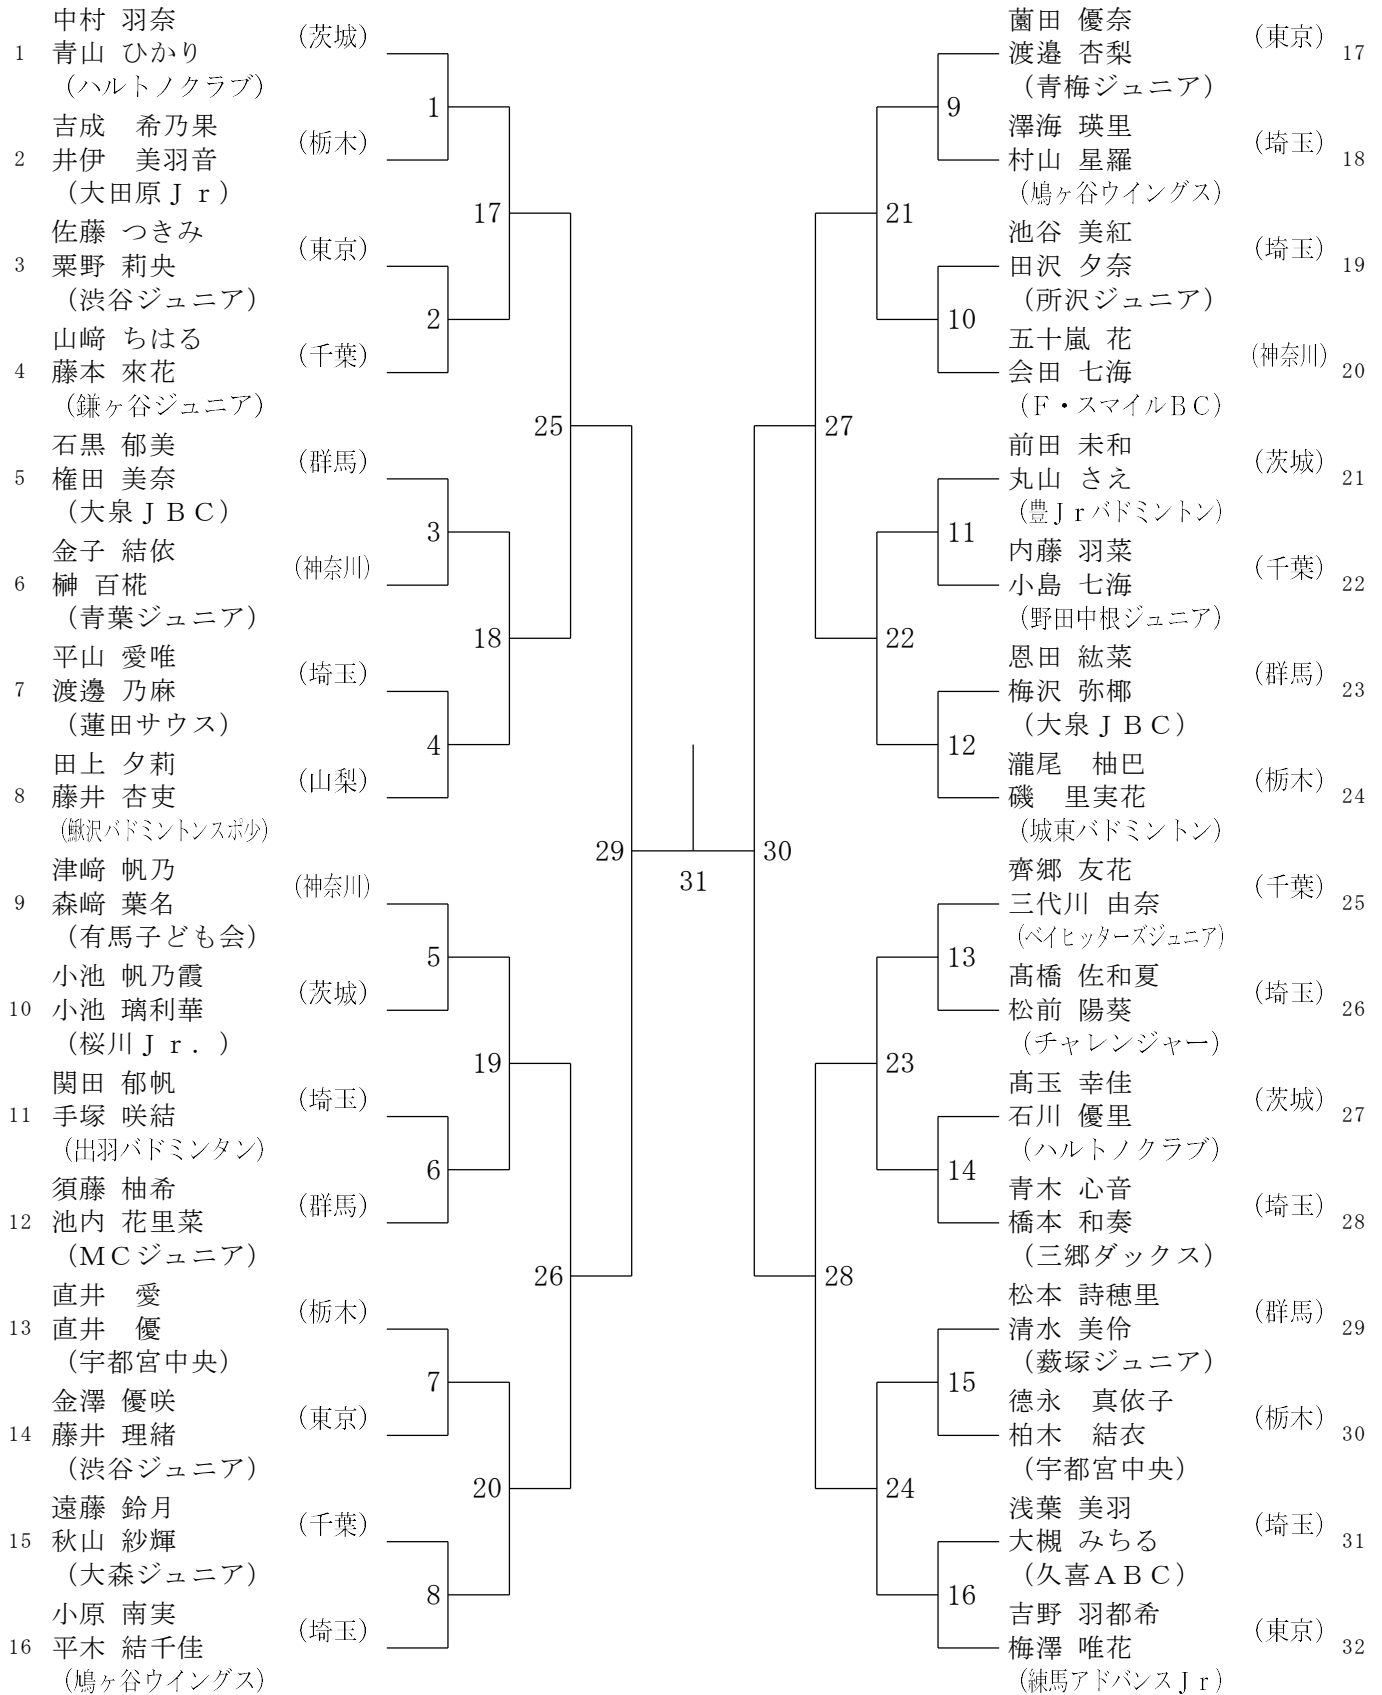 中村 羽奈
(茨城)
1 青山 ひかり
(ハルトノクラブ)
1
吉成　希乃果
(栃木)
2 井伊　美羽音
(大田原Ｊｒ)
17
佐藤 つきみ
(東京)
3 粟野 莉央
(渋谷ジュニア)
2
山﨑 ちはる
(千葉)
4 藤本 來花
(鎌ヶ谷ジュニア)
25
石黒 郁美
(群馬)
5 権田 美奈
(大泉ＪＢＣ)
3
金子 結依
(神奈川)
6 榊 百椛
(青葉ジュニア)
18
平山 愛唯
(埼玉)
7 渡邊 乃麻
(蓮田サウス)
4
田上 夕莉
(山梨)
8 藤井 杏吏
(鰍沢バドミントンスポ少)
29
津﨑 帆乃
(神奈川)
9 森﨑 葉名
(有馬子ども会)
5
小池 帆乃霞
(茨城)
10 小池 璃利華
(桜川Ｊｒ．)
19
関田 郁帆
(埼玉)
11 手塚 咲結
(出羽バドミンタン)
6
須藤 柚希
(群馬)
12 池内 花里菜
(ＭＣジュニア)
26
直井　愛
(栃木)
13 直井　優
(宇都宮中央)
7
金澤 優咲
(東京)
14 藤井 理緒
(渋谷ジュニア)
20
遠藤 鈴月
(千葉)
15 秋山 紗輝
(大森ジュニア)
8
小原 南実
(埼玉)
16 平木 結千佳
(鳩ヶ谷ウイングス)
31
薗田 優奈
(東京)
渡邉 杏梨 17
(青梅ジュニア)
9
澤海 瑛里
(埼玉)
村山 星羅 18
(鳩ヶ谷ウイングス)
21
池谷 美紅
(埼玉)
田沢 夕奈 19
(所沢ジュニア)
10
五十嵐 花
(神奈川)
会田 七海 20
(Ｆ・スマイルＢＣ)
27
前田 未和
(茨城)
丸山 さえ 21
(豊Ｊｒバドミントン)
11
内藤 羽菜
(千葉)
小島 七海 22
(野田中根ジュニア)
22
恩田 紘菜
(群馬)
梅沢 弥椰 23
(大泉ＪＢＣ)
12
瀧尾　柚巴
(栃木)
磯　里実花 24
(城東バドミントン)
30
齊郷 友花
(千葉)
三代川 由奈 25
(ベイヒッターズジュニア)
13
髙橋 佐和夏
(埼玉)
松前 陽葵 26
(チャレンジャー)
23
髙玉 幸佳
(茨城)
石川 優里 27
(ハルトノクラブ)
14
青木 心音
(埼玉)
橋本 和奏 28
(三郷ダックス)
28
松本 詩穂里
(群馬)
清水 美伶 29
(薮塚ジュニア)
15
德永　真依子
(栃木)
柏木　結衣 30
(宇都宮中央)
24
浅葉 美羽
(埼玉)
大槻 みちる 31
(久喜ＡＢＣ)
16
吉野 羽都希
(東京)
梅澤 唯花 32
(練馬アドバンスＪｒ)